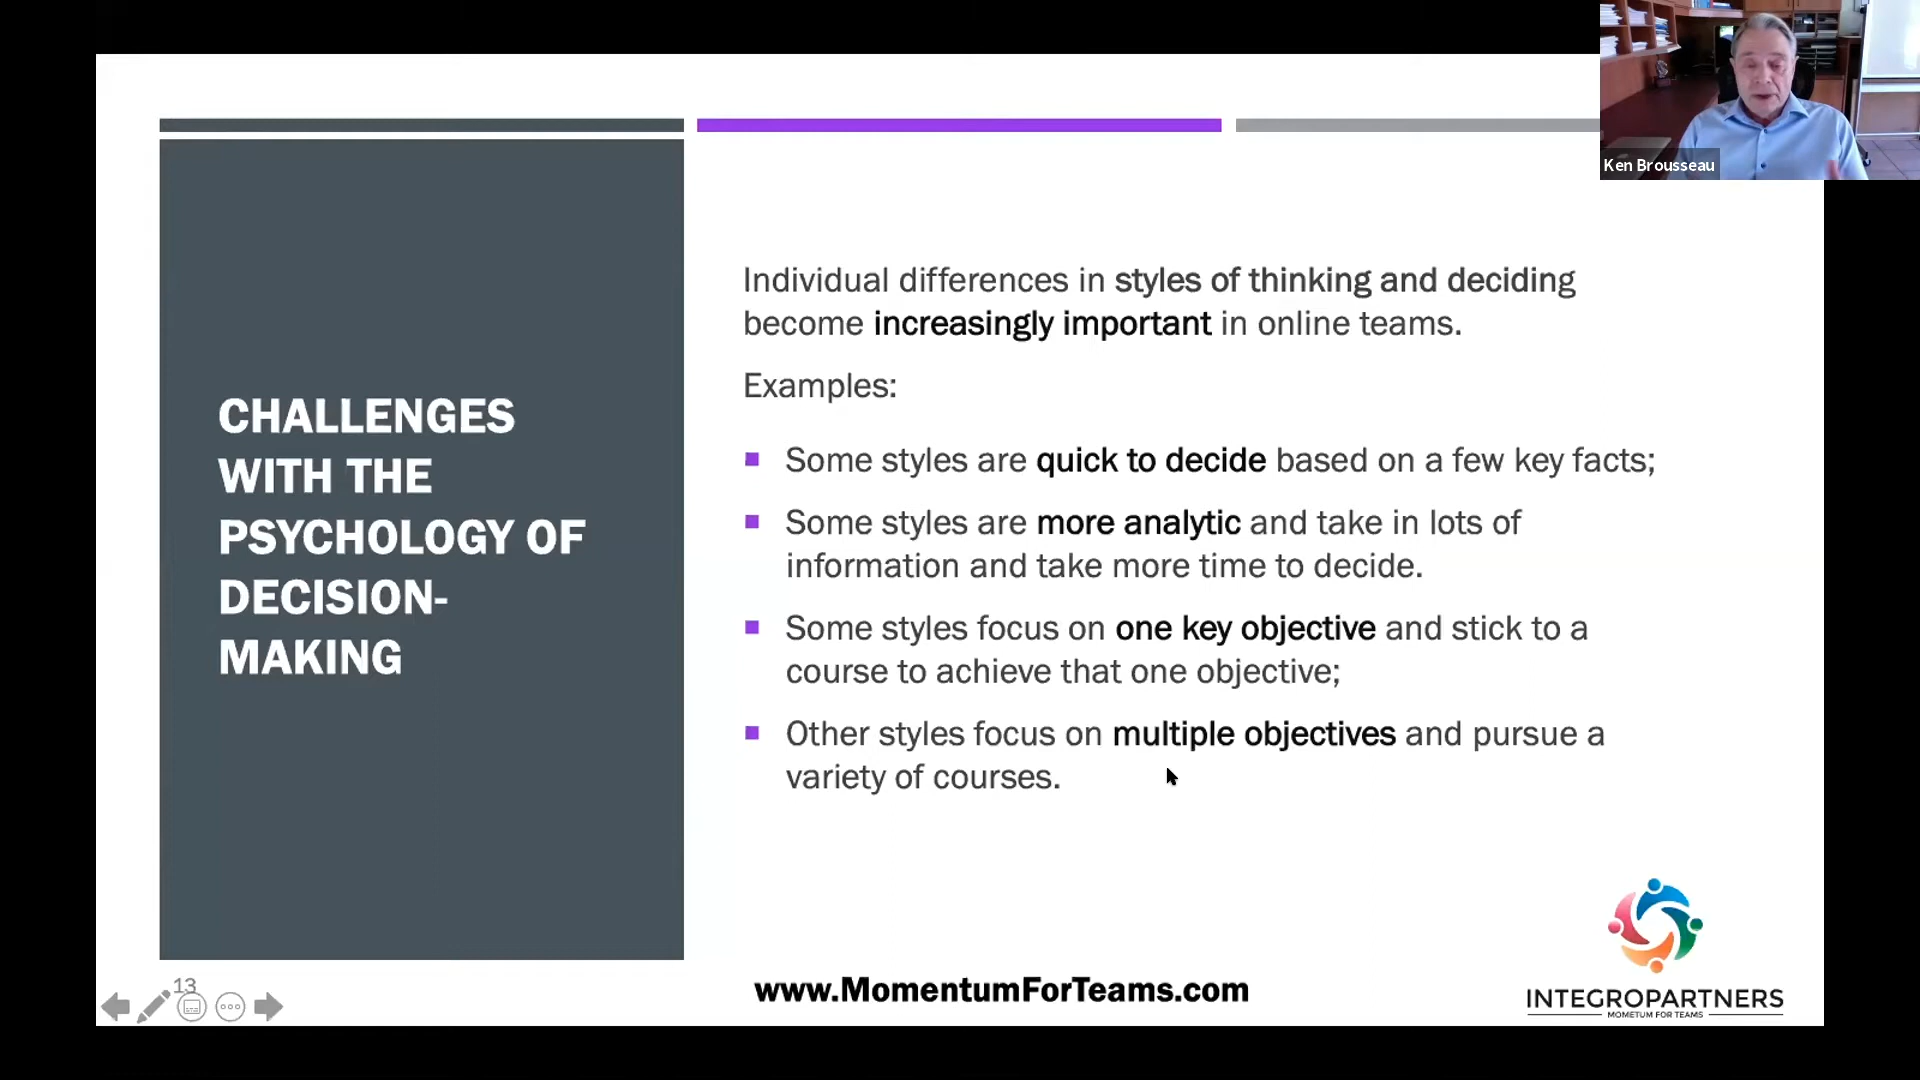 Ken Brousseau
CHALLENGES
WITH THE
PSYCHOLOGY OF
DECISION-
MAKING
Individual differences in styles of thinking and deciding
become increasingly important in online teams.
Examples:
Some styles are quick to decide based on a few key facts;
Some styles are more analytic and take in lots of
information and take more time to decide.
Some styles focus on one key objective and stick to a
course to achieve that one objective;
Other styles focus on multiple objectives and pursue a
variety of courses.
13
www.MomentumForTeams.com
INTEGROPARTNERS
MOMETUM FOR TEAMS